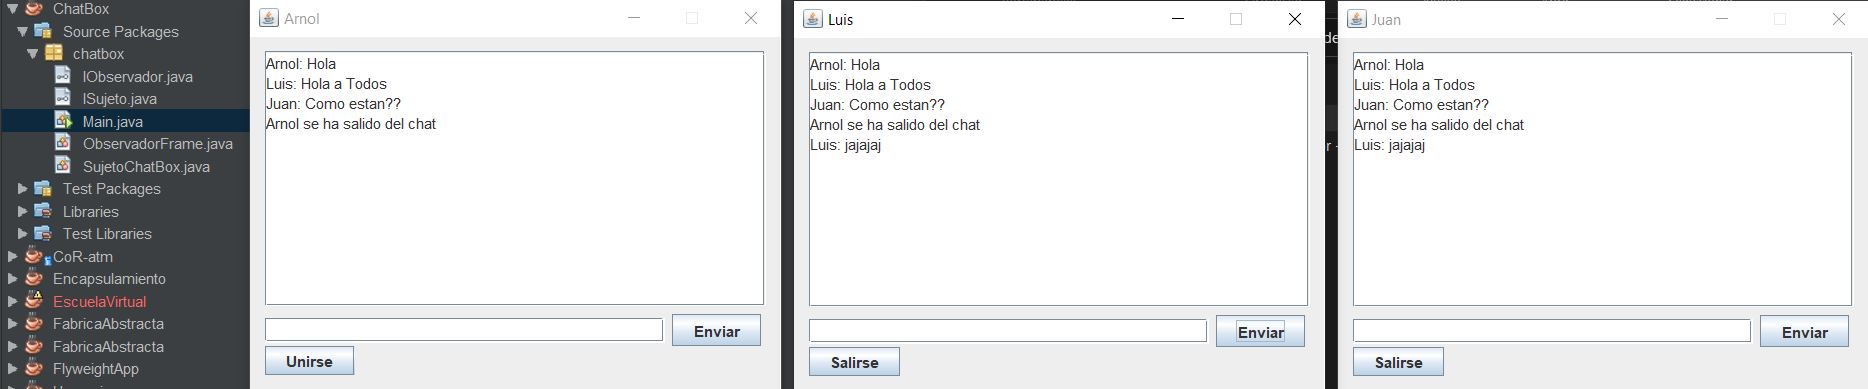 ChatBox
Source Packages
chatbox
IObservador.java
ISujeto.java
Main.java
ObservadorFrame.java
SujetoChatBox.java
Test Packages
Libraries
Test Libraries
CoR-atm
Encapsulamiento
EscuelaVirtual
FabricaAbstracta
FabricaAbstracta
FlyweightApp
Arnol
Arnol: Hola
Luis: Hola a Todos
Juan: Como estan??
Arnol se ha salido del chat
Enviar
Unirse
Luis
Arnol: Hola
Luis: Hola a Todos
Juan: Como estan??
Arnol se ha salido del chat
Luis: jajajaj
Enviar
Salirse
de
r -
Juan
Arnol: Hola
Luis: Hola a Todos
Juan: Como estan??
Arnol se ha salido del chat
Luis: jajajaj
Enviar
Salirse